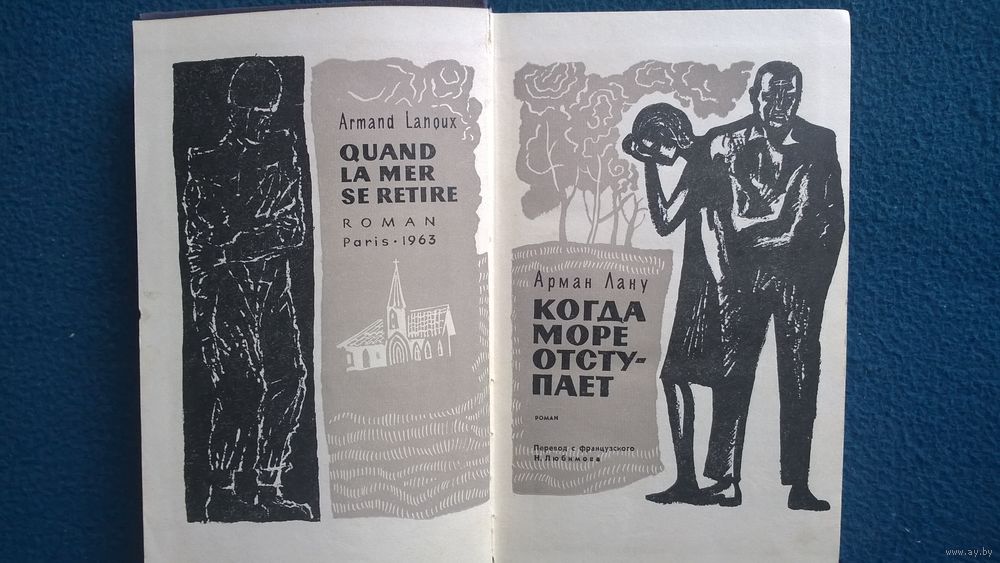 Armand Lanoux
QUAND
LA MER
SE RETIRE
ROMAN
Paris · 1963
Арман Лану
КОГДА
МОРЕ
ОТСТУ-
ПАЕТ
РОМАН
Перевод с французского
Н. Любимова
www.ay.by